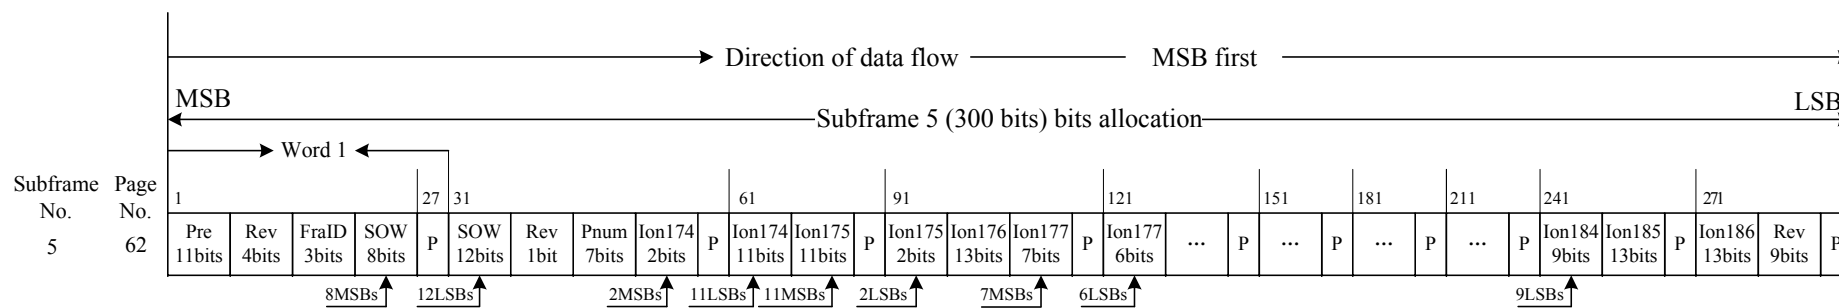 Direction of data flow MSB first
MSB LSB
Subframe 5 (300 bits) bits allocation
Word 1
Subframe No. Page No.
1 27 31 61 91 121 151 181 211 241 271
5 62
Pre 11bits
Rev 4bits
FraID 3bits
SOW 8bits
P
SOW 12bits
Rev 1bit
Pnum 7bits
Ion174 2bits
P
Ion174 11bits
Ion175 11bits
P
Ion175 2bits
Ion176 13bits
Ion177 7bits
P
Ion177 6bits
...
P
...
P
...
P
...
P
Ion184 9bits
Ion185 13bits
P
Ion186 13bits
Rev 9bits
P
8MSBs 12LSBs 2MSBs 11LSBs 11MSBs 2LSBs 7MSBs 6LSBs 9LSBs